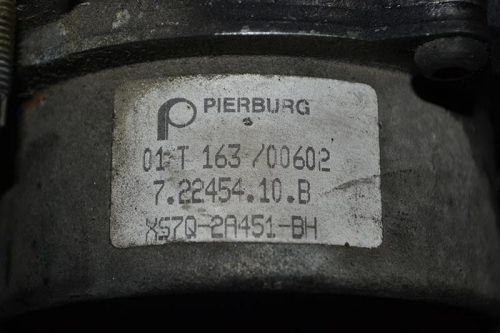 PIERBURG
01 T 163 /00602
7.22454.10.B
XS7Q-2A451-BH